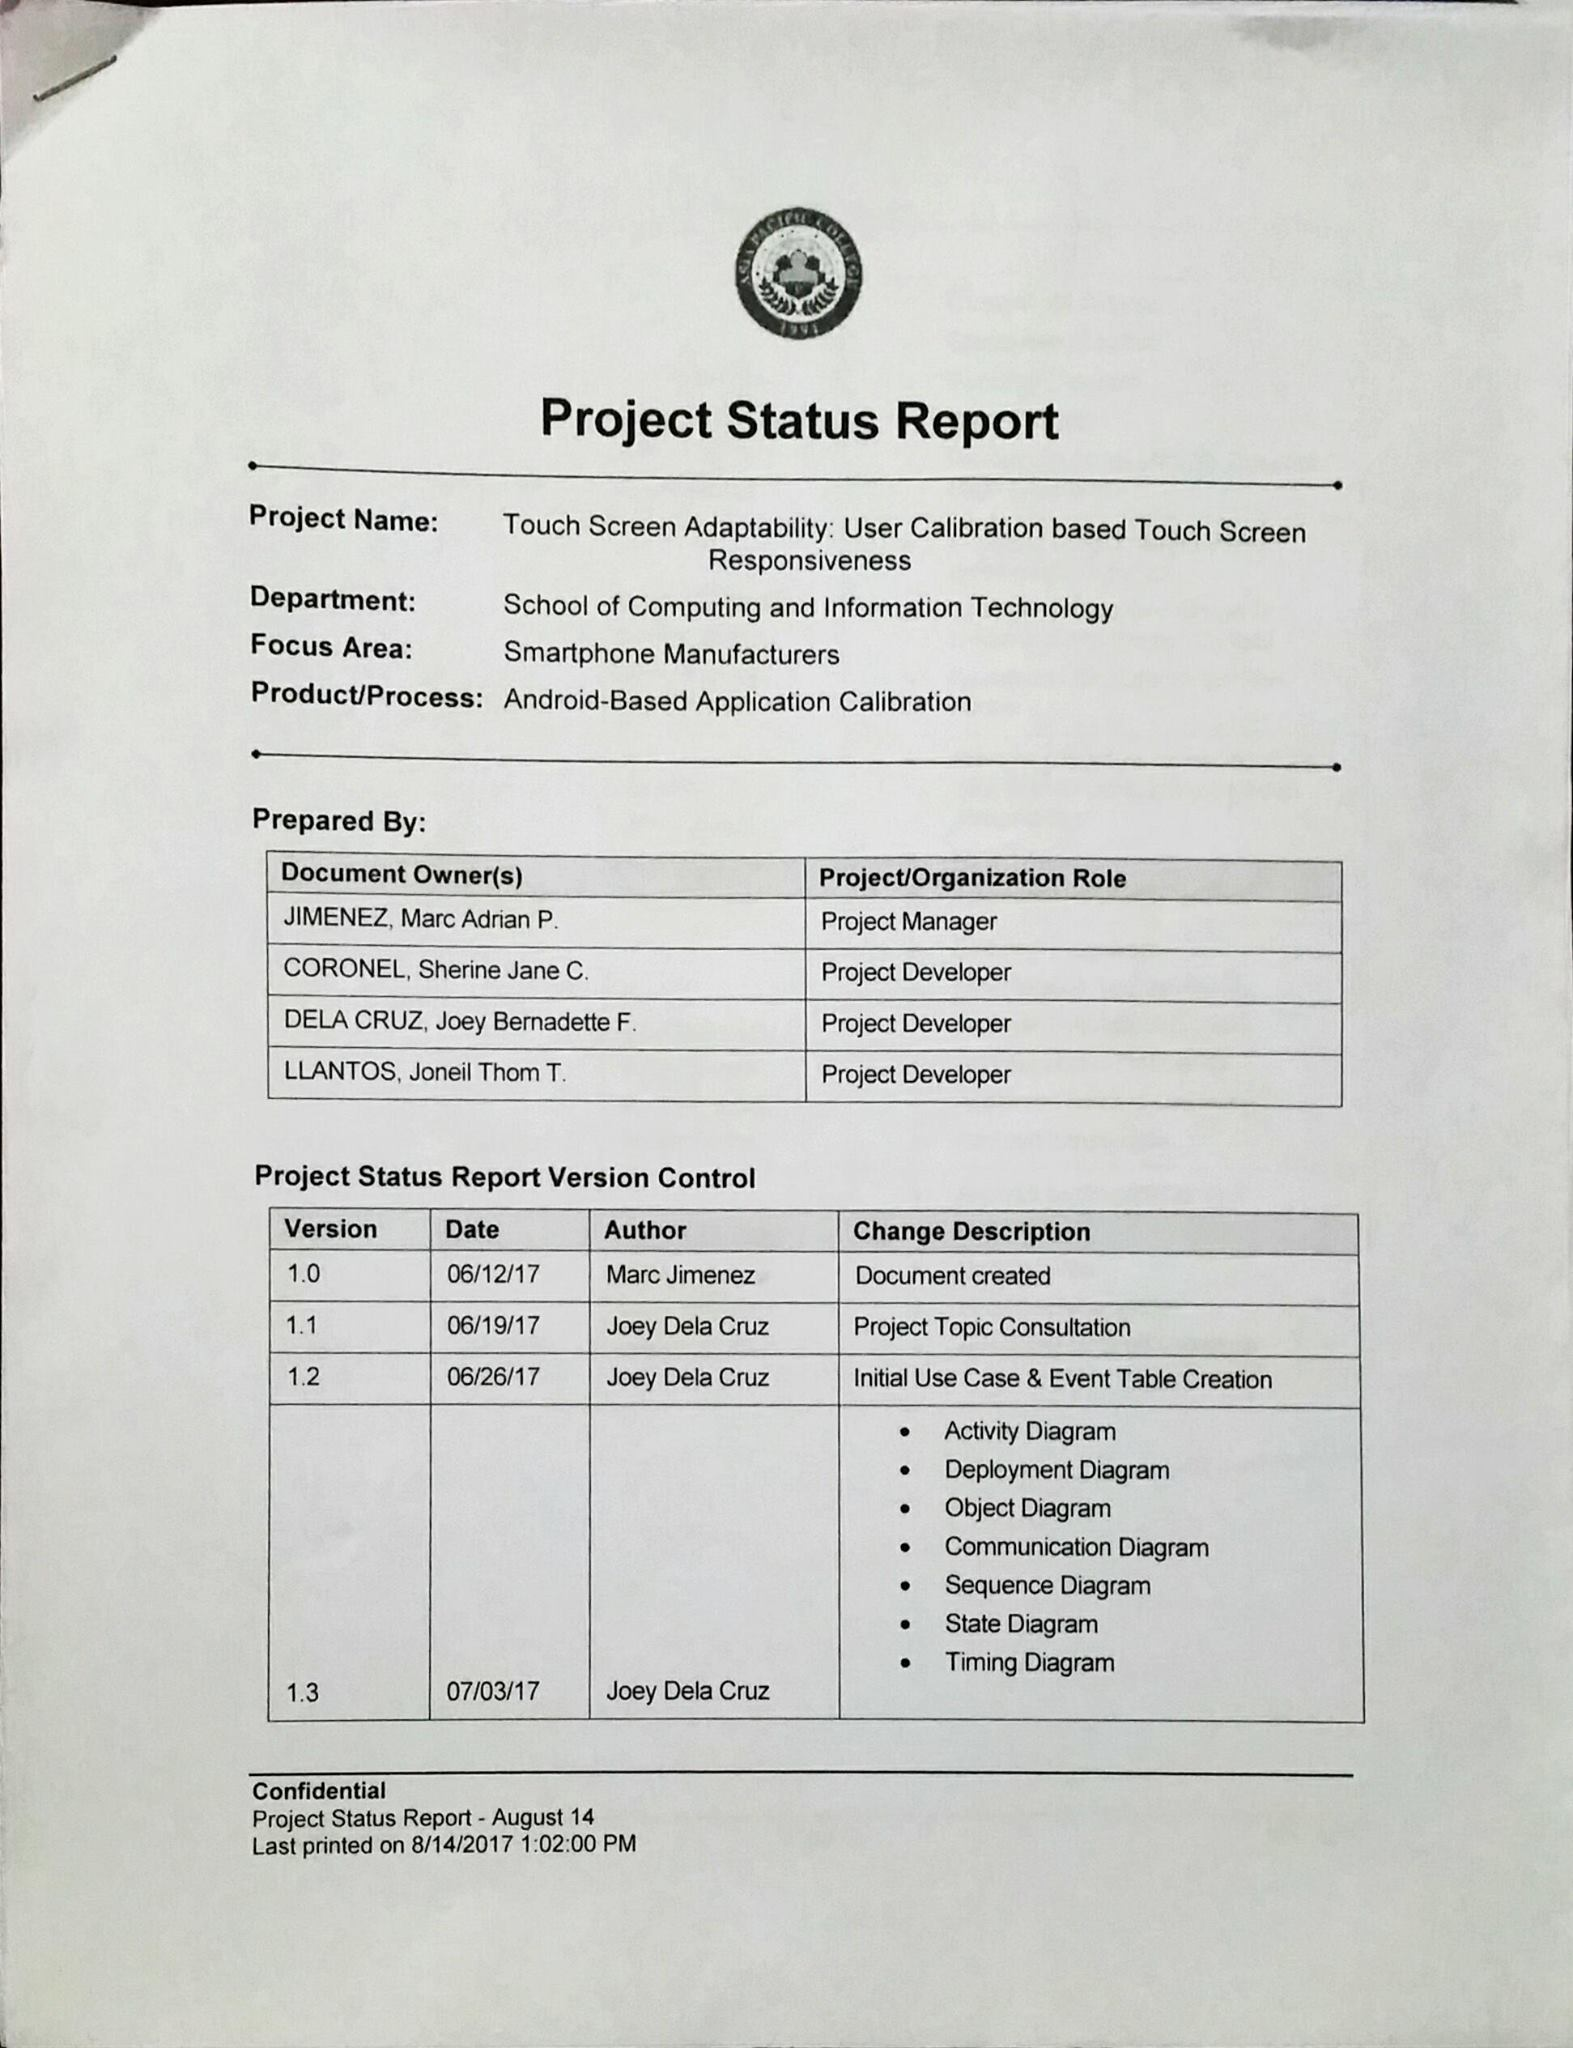 ASIA PACIFIC COLLEGE
1991
Project Status Report
Project Name: Touch Screen Adaptability: User Calibration based Touch Screen
Responsiveness
Department: School of Computing and Information Technology
Focus Area: Smartphone Manufacturers
Product/Process: Android-Based Application Calibration
Prepared By:
Document Owner(s) Project/Organization Role
JIMENEZ, Marc Adrian P. Project Manager
CORONEL, Sherine Jane C. Project Developer
DELA CRUZ, Joey Bernadette F. Project Developer
LLANTOS, Joneil Thom T. Project Developer
Project Status Report Version Control
Version Date Author Change Description
1.0 06/12/17 Marc Jimenez Document created
1.1 06/19/17 Joey Dela Cruz Project Topic Consultation
1.2 06/26/17 Joey Dela Cruz Initial Use Case & Event Table Creation
• Activity Diagram
• Deployment Diagram
• Object Diagram
• Communication Diagram
• Sequence Diagram
• State Diagram
• Timing Diagram
1.3 07/03/17 Joey Dela Cruz
Confidential
Project Status Report - August 14
Last printed on 8/14/2017 1:02:00 PM